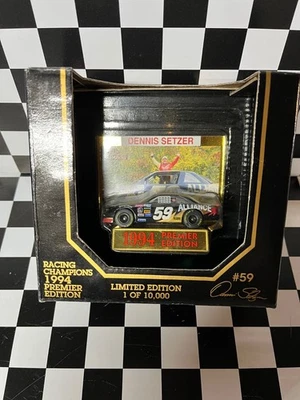 DENNIS SETZER
59
ALLIANCE
1994 PREMIER EDITION
RACING
CHAMPIONS
1994
PREMIER
EDITION
LIMITED EDITION
1 OF 10,000
#59